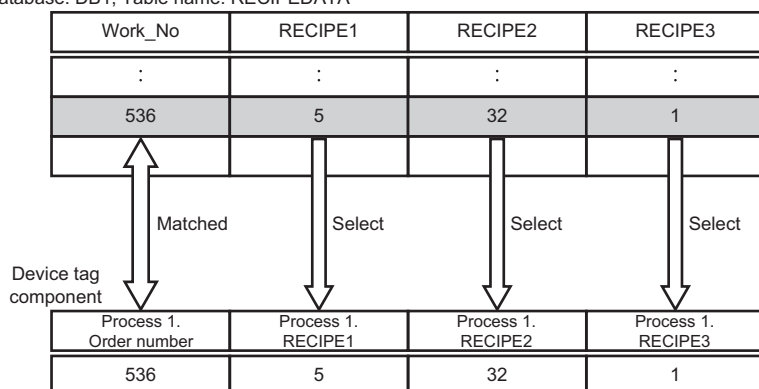 Database: DB1, Table name: RECIPEDATA
Work_No RECIPE1 RECIPE2 RECIPE3
: : : :
536 5 32 1
Matched Select Select Select
Device tag
component
Process 1. Process 1. Process 1. Process 1.
Order number RECIPE1 RECIPE2 RECIPE3
536 5 32 1